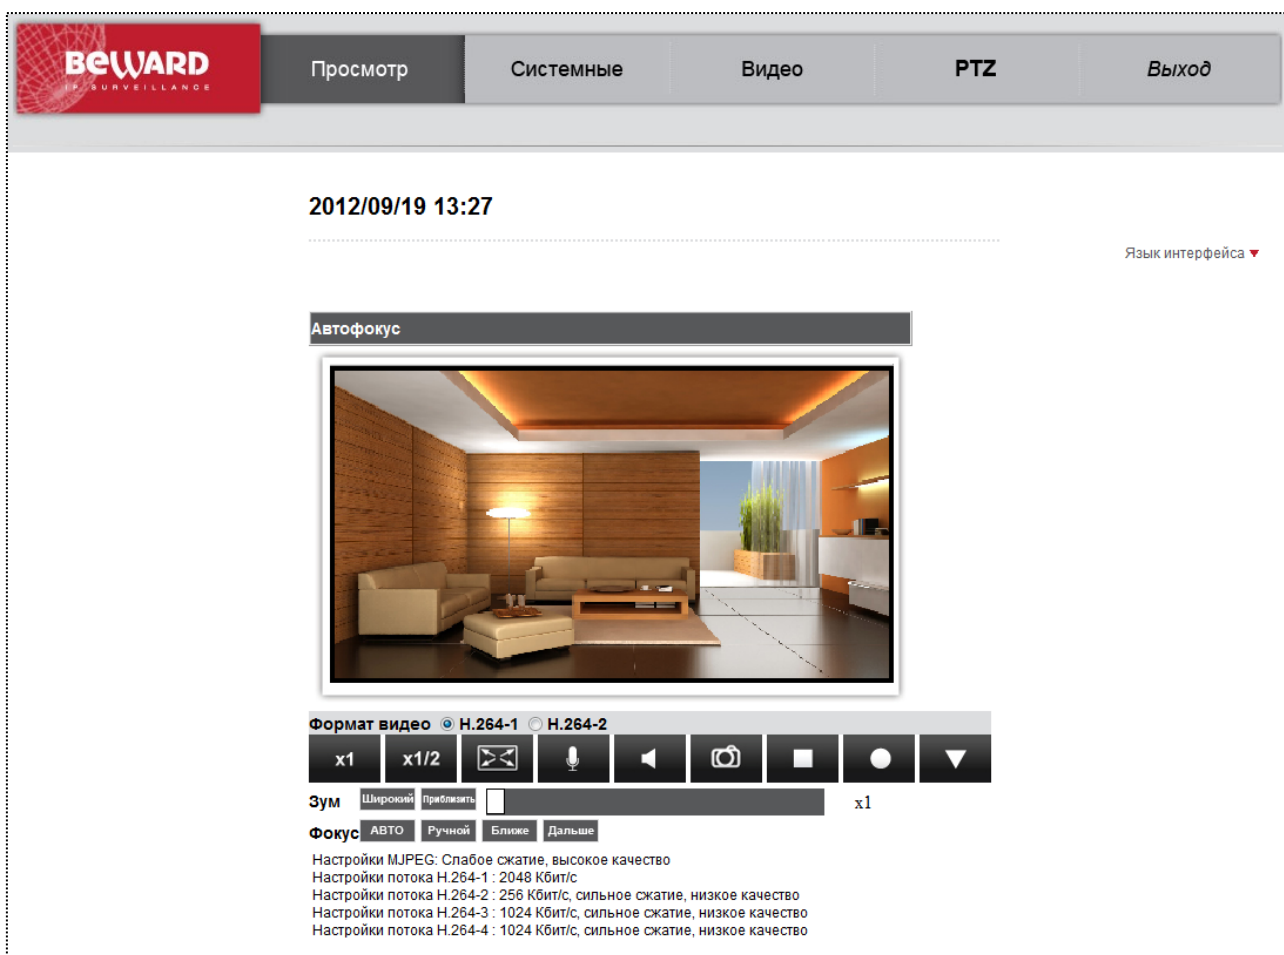 BEWARD
IP SURVEILLANCE
Просмотр Системные Видео PTZ Выход
2012/09/19 13:27
Язык интерфейса
Автофокус
Формат видео H.264-1 H.264-2
x1 x1/2
Зум Широкий Приблизить x1
Фокус АВТО Ручной Ближе Дальше
Настройки MJPEG: Слабое сжатие, высокое качество
Настройки потока H.264-1 : 2048 Кбит/с
Настройки потока H.264-2 : 256 Кбит/с, сильное сжатие, низкое качество
Настройки потока H.264-3 : 1024 Кбит/с, сильное сжатие, низкое качество
Настройки потока H.264-4 : 1024 Кбит/с, сильное сжатие, низкое качество